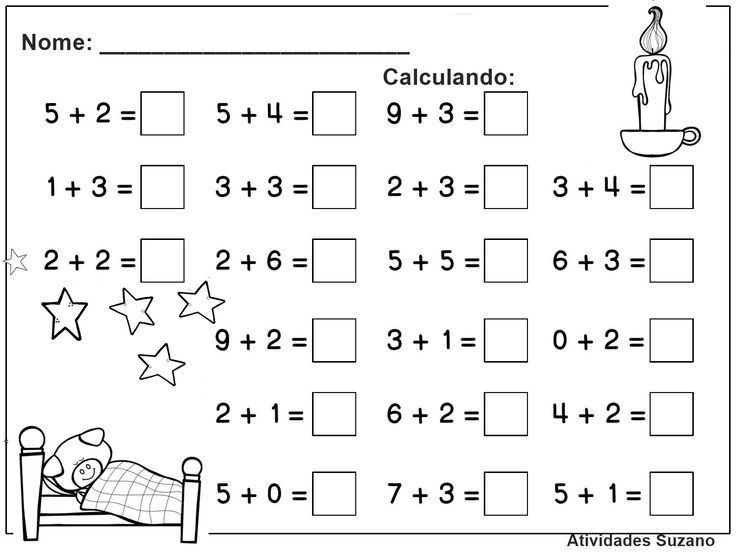 Nome: ________________________
Calculando:
5 + 2 = 5 + 4 = 9 + 3 =
1 + 3 = 3 + 3 = 2 + 3 = 3 + 4 =
2 + 2 = 2 + 6 = 5 + 5 = 6 + 3 =
9 + 2 = 3 + 1 = 0 + 2 =
2 + 1 = 6 + 2 = 4 + 2 =
5 + 0 = 7 + 3 = 5 + 1 =
Atividades Suzano